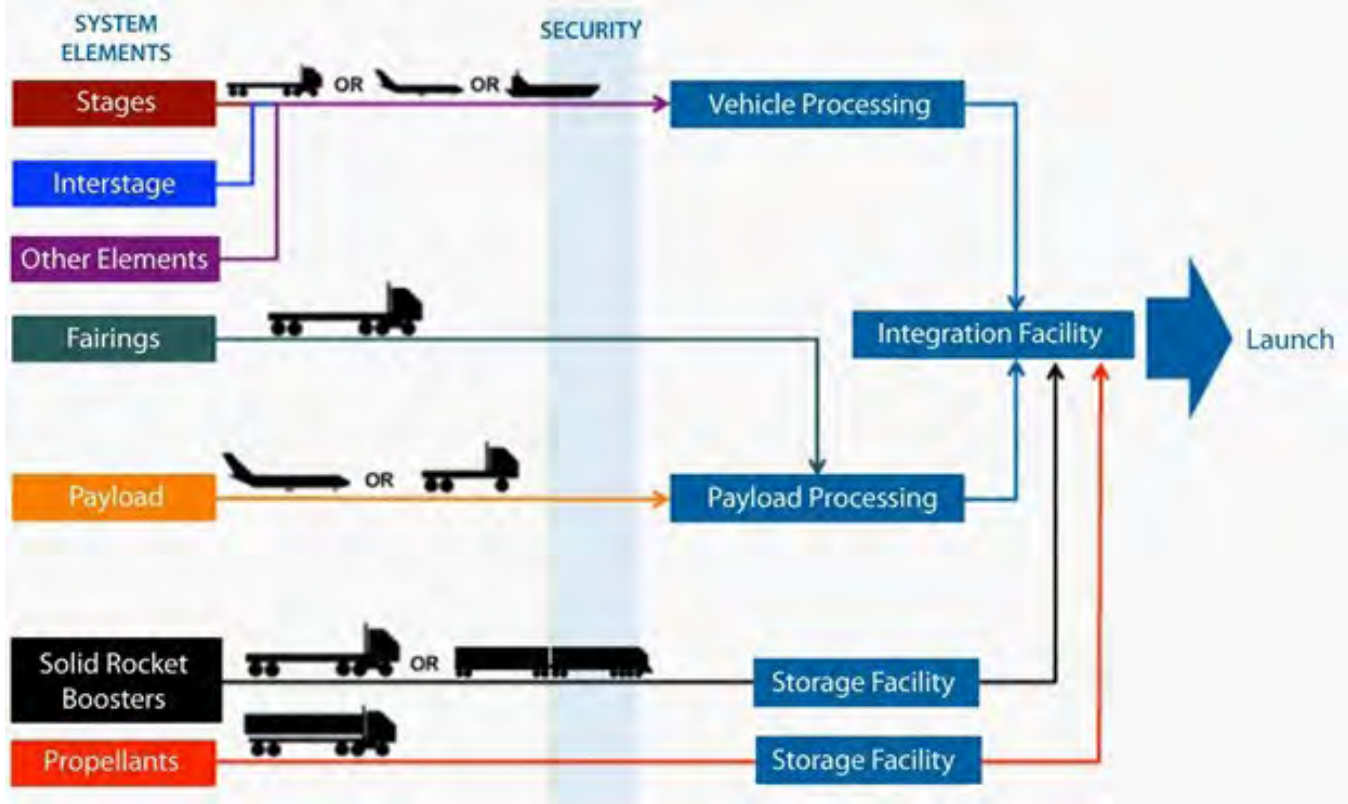 SYSTEM
ELEMENTS
SECURITY
Stages
OR
OR
Vehicle Processing
Interstage
Other Elements
Fairings
Integration Facility
Launch
Payload
OR
Payload Processing
Solid Rocket
Boosters
OR
Storage Facility
Propellants
Storage Facility